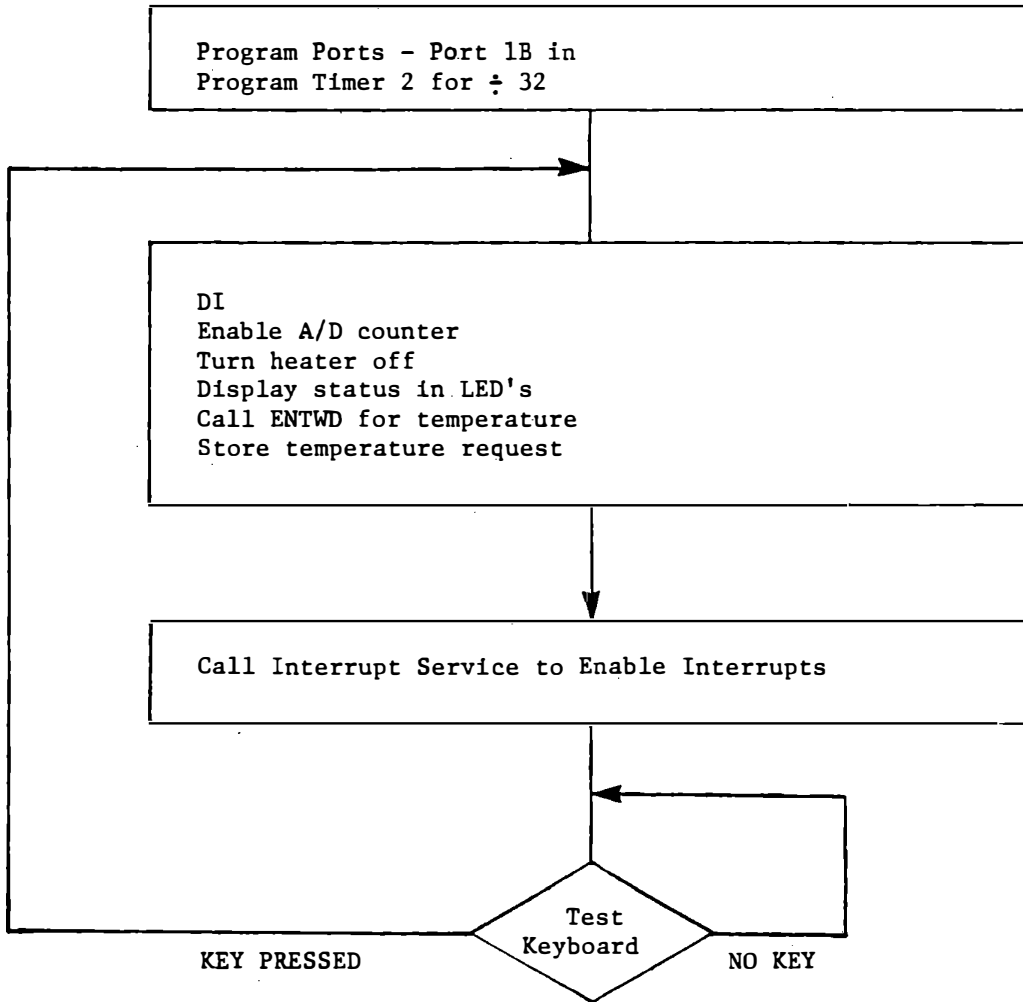 Program Ports - Port 1B in
Program Timer 2 for ÷ 32
DI
Enable A/D counter
Turn heater off
Display status in LED's
Call ENTWD for temperature
Store temperature request
Call Interrupt Service to Enable Interrupts
Test
Keyboard
KEY PRESSED
NO KEY